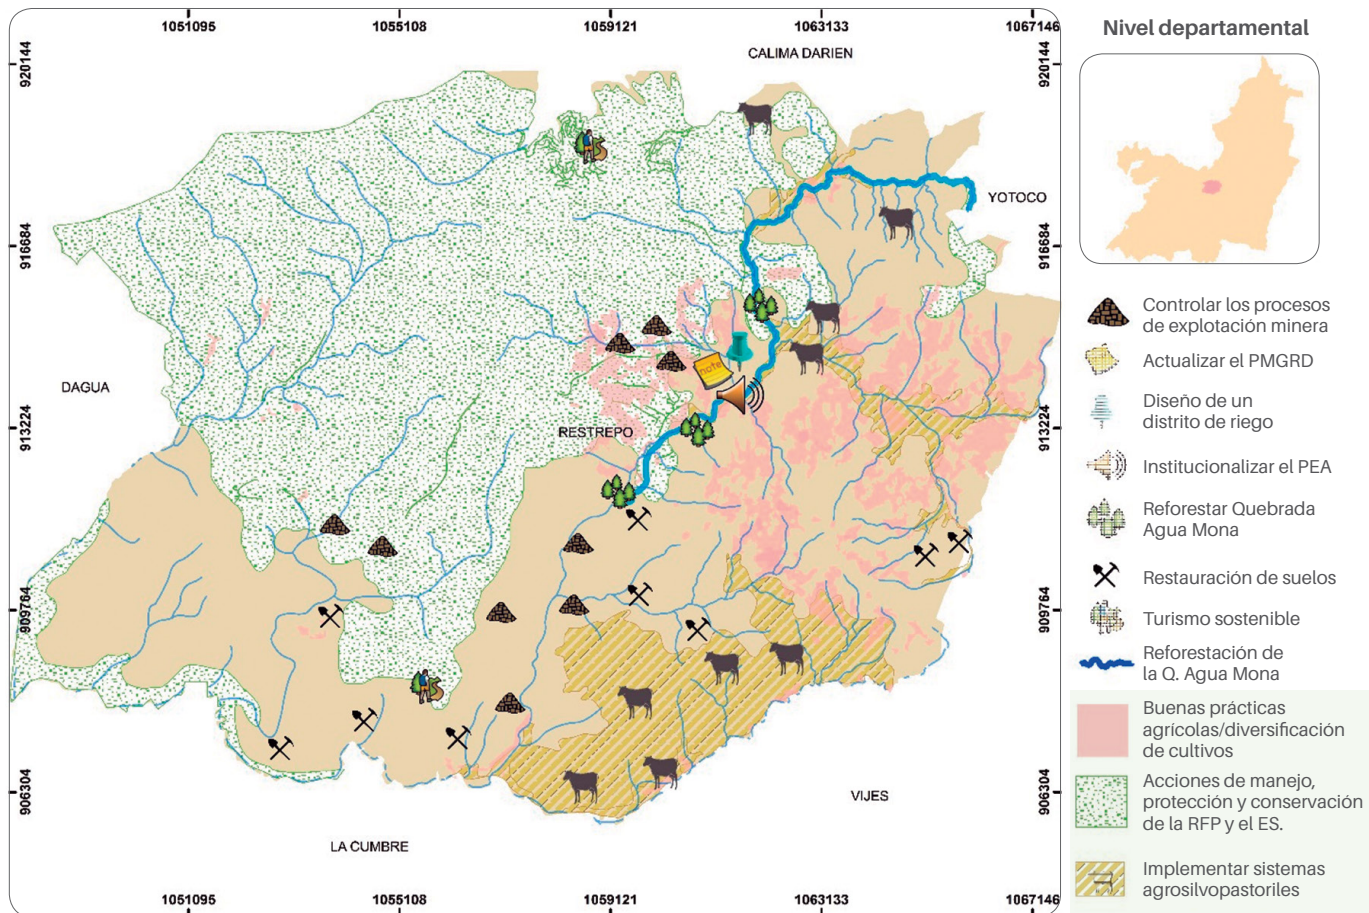 1051095
1055108
1059121
1063133
1067146
920144
920144
CALIMA DARIEN
YOTOCO
916684
916684
DAGUA
note
RESTREPO
913224
913224
909764
909764
906304
906304
VIJES
LA CUMBRE
1051095
1055108
1059121
1063133
1067146
Nivel departamental
Controlar los procesos
de explotación minera
Actualizar el PMGRD
Diseño de un
distrito de riego
Institucionalizar el PEA
Reforestar Quebrada
Agua Mona
Restauración de suelos
Turismo sostenible
Reforestación de
la Q. Agua Mona
Buenas prácticas
agrícolas/diversificación
de cultivos
Acciones de manejo,
protección y conservación
de la RFP y el ES.
Implementar sistemas
agrosilvopastoriles